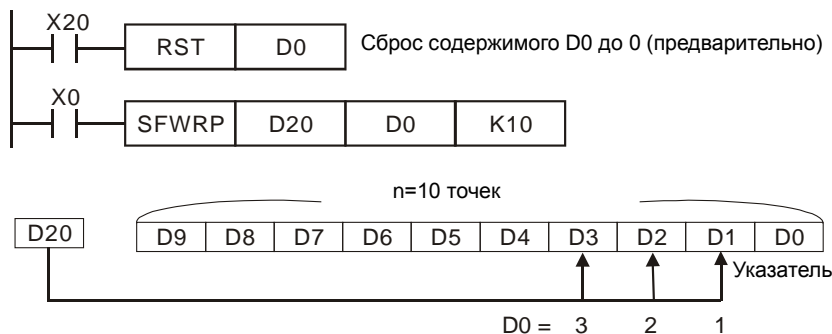 X20
RST D0 Сброс содержимого D0 до 0 (предварительно)
X0
SFWRP D20 D0 K10
n=10 точек
D20 D9 D8 D7 D6 D5 D4 D3 D2 D1 D0
Указатель
D0 = 3 2 1